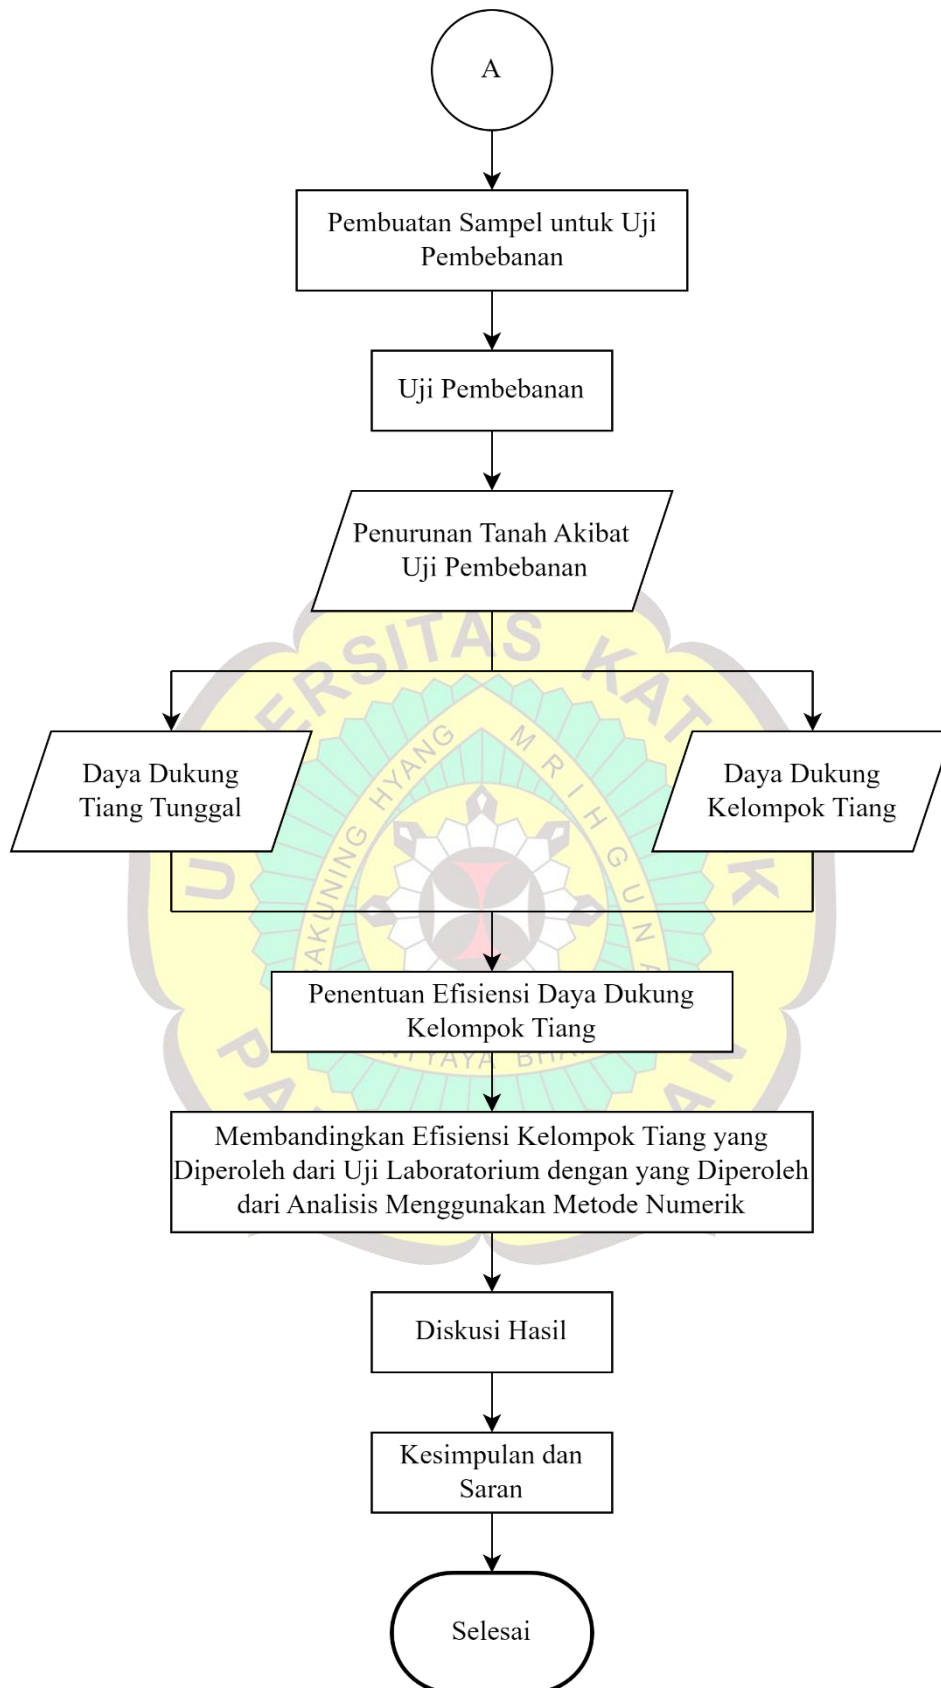 A
Pembuatan Sampel untuk Uji
Pembebanan
Uji Pembebanan
Penurunan Tanah Akibat
Uji Pembebanan
Daya Dukung
Tiang Tunggal
Daya Dukung
Kelompok Tiang
Penentuan Efisiensi Daya Dukung
Kelompok Tiang
Membandingkan Efisiensi Kelompok Tiang yang
Diperoleh dari Uji Laboratorium dengan yang Diperoleh
dari Analisis Menggunakan Metode Numerik
Diskusi Hasil
Kesimpulan dan
Saran
Selesai
HYANG